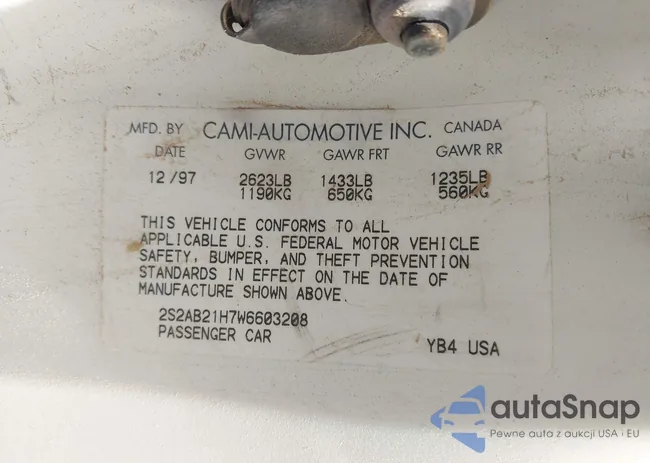 MFD. BY CAMI-AUTOMOTIVE INC. CANADA
DATE GVWR GAWR FRT GAWR RR
12 /97 2623LB 1433LB 1235LB
1190KG 650KG 560KG
THIS VEHICLE CONFORMS TO ALL
APPLICABLE U.S. FEDERAL MOTOR VEHICLE
SAFETY, BUMPER, AND THEFT PREVENTION
STANDARDS IN EFFECT ON THE DATE OF
MANUFACTURE SHOWN ABOVE.
2S2AB21H7W6603208
PASSENGER CAR YB4 USA
autaSnap
Pewne auta z aukcji USA i EU